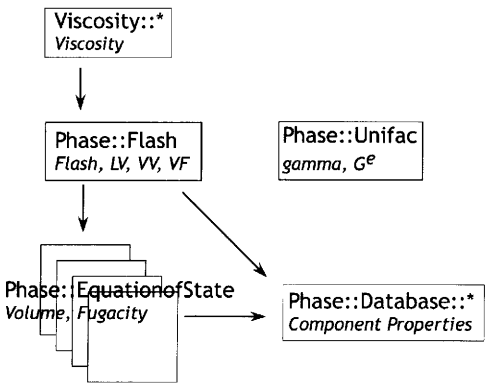 Viscosity::*
Viscosity
Phase::Flash
Flash, LV, VV, VF
Phase::Unifac
gamma, Gᵉ
Phase::EquationofState
Volume, Fugacity
Phase::Database::*
Component Properties